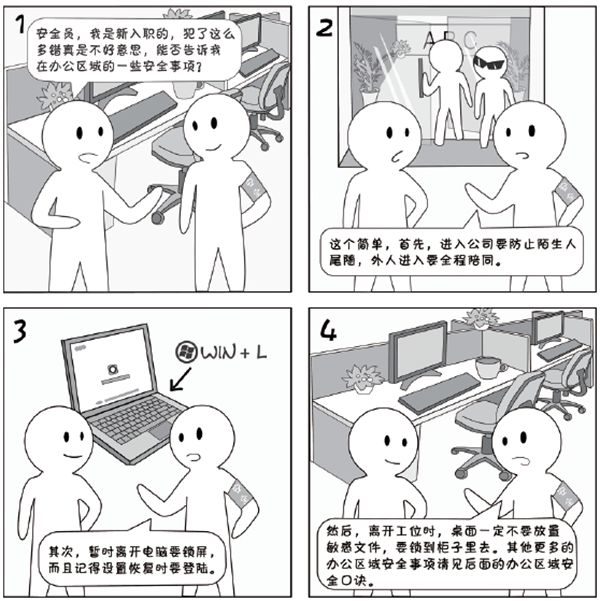 1
安全员，我是新入职的，犯了这么
多错真是不好意思，能否告诉我
在办公区域的一些安全事项？
2
ABC
这个简单，首先，进入公司要防止陌生人
尾随，外人进入要全程陪同。
3
WIN + L
其次，暂时离开电脑要锁屏，
而且记得设置恢复时要登陆。
4
然后，离开工位时，桌面一定不要放置
敏感文件，要锁到柜子里去。其他更多的
办公区域安全事项请见后面的办公区域安
全口诀。